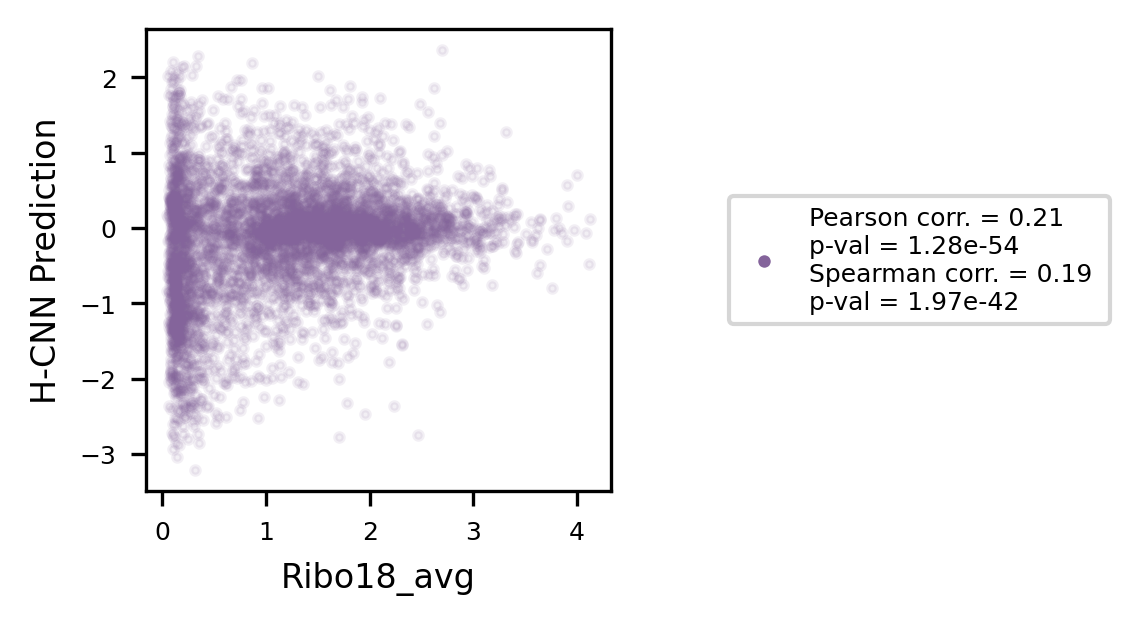 H-CNN Prediction
2
1
0
−1
−2
−3
0 1 2 3 4
Ribo18_avg
Pearson corr. = 0.21
p-val = 1.28e-54
Spearman corr. = 0.19
p-val = 1.97e-42